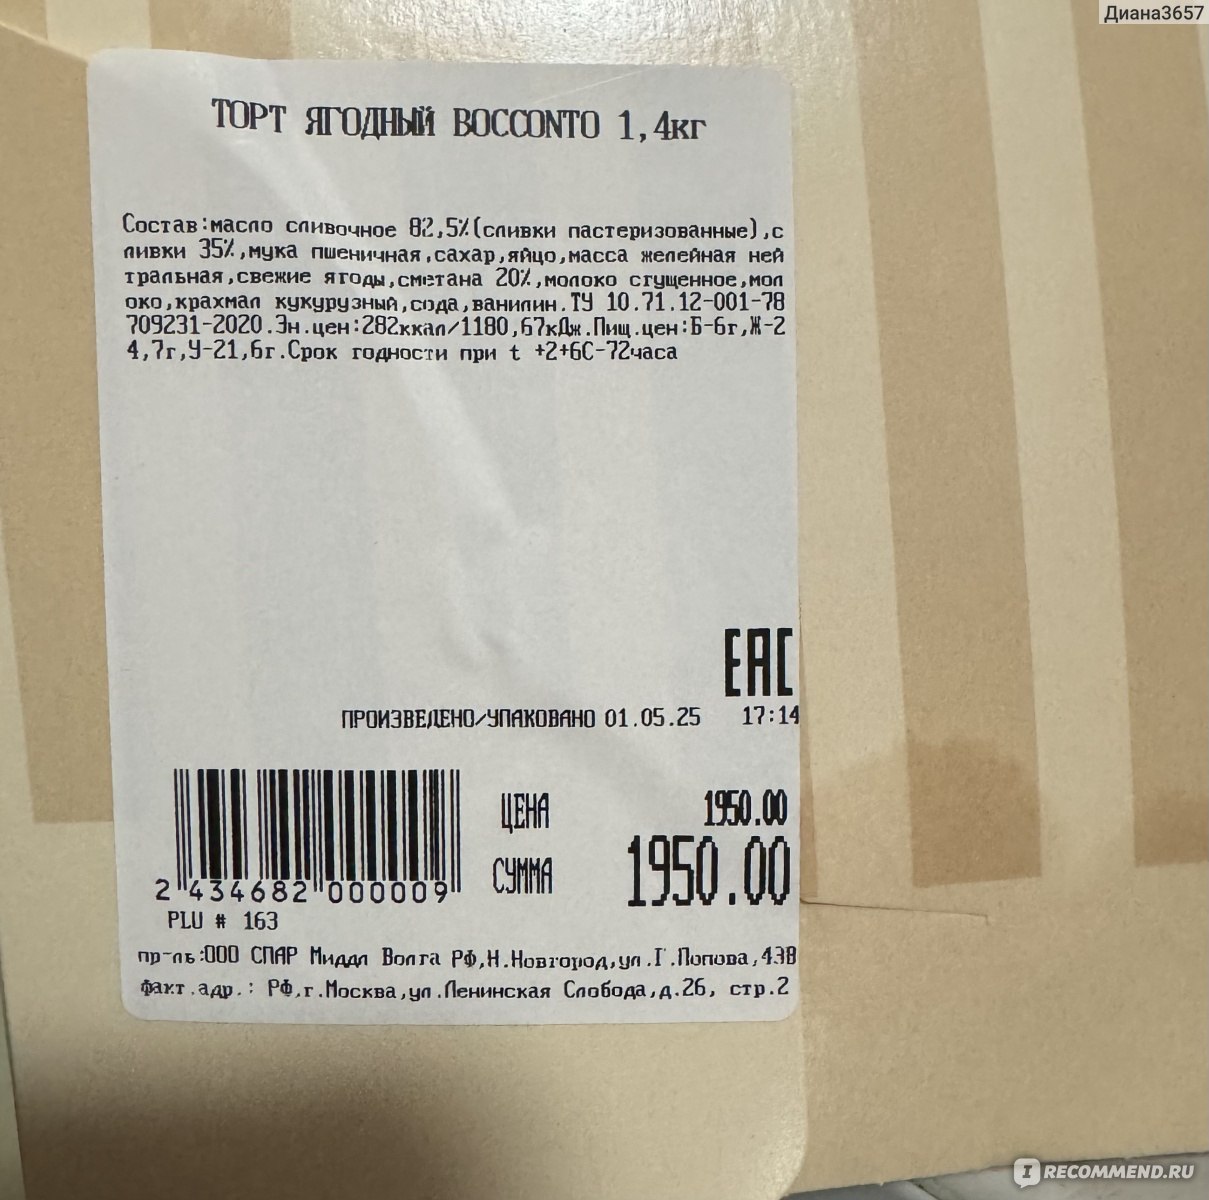 Диана3657
ТОРТ ЯГОДНЫЙ BOCCONTO 1,4кг
Состав:масло сливочное 82,5%(сливки пастеризованные),с
ливки 35%,мука пшеничная,сахар,яйцо,масса желейная ней
тральная,свежие ягоды,сметана 20%,молоко сгущенное,мол
око,крахмал кукурузный,сода,ванилин.ТУ 10.71.12-001-78
709231-2020.Эн.цен:282ккал/1180,67кДж.Пищ.цен:Б-6г,Ж-2
4,7г,У-21,6г.Срок годности при t +2+6С-72часа
EAC
ПРОИЗВЕДЕНО/УПАКОВАНО 01.05.25 17:14
ЦЕНА 1950.00
СУММА 1950.00
2 434682 000009
PLU # 163
пр-ль:ООО СПАР Миддл Волга РФ,Н.Новгород,ул.Г.Попова,43В
Факт.адр.: РФ,г.Москва,ул.Ленинская Слобода,д.26, стр.2
IRECOMMEND.RU